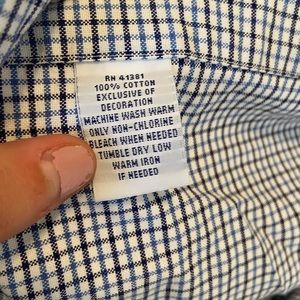 RN 41381
100% COTTON
EXCLUSIVE OF
DECORATION
MACHINE WASH WARM
ONLY NON-CHLORINE
BLEACH WHEN NEEDED
TUMBLE DRY LOW
WARM IRON
IF NEEDED